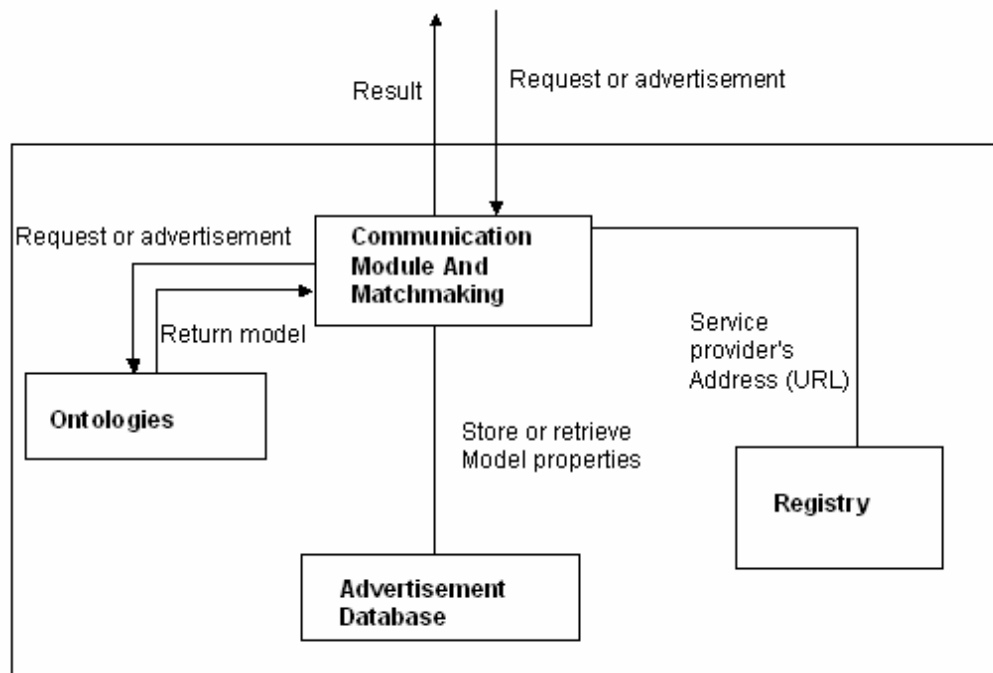 Result
Request or advertisement
Request or advertisement
Communication
Module And
Matchmaking
Return model
Service
provider's
Address (URL)
Ontologies
Store or retrieve
Model properties
Registry
Advertisement
Database